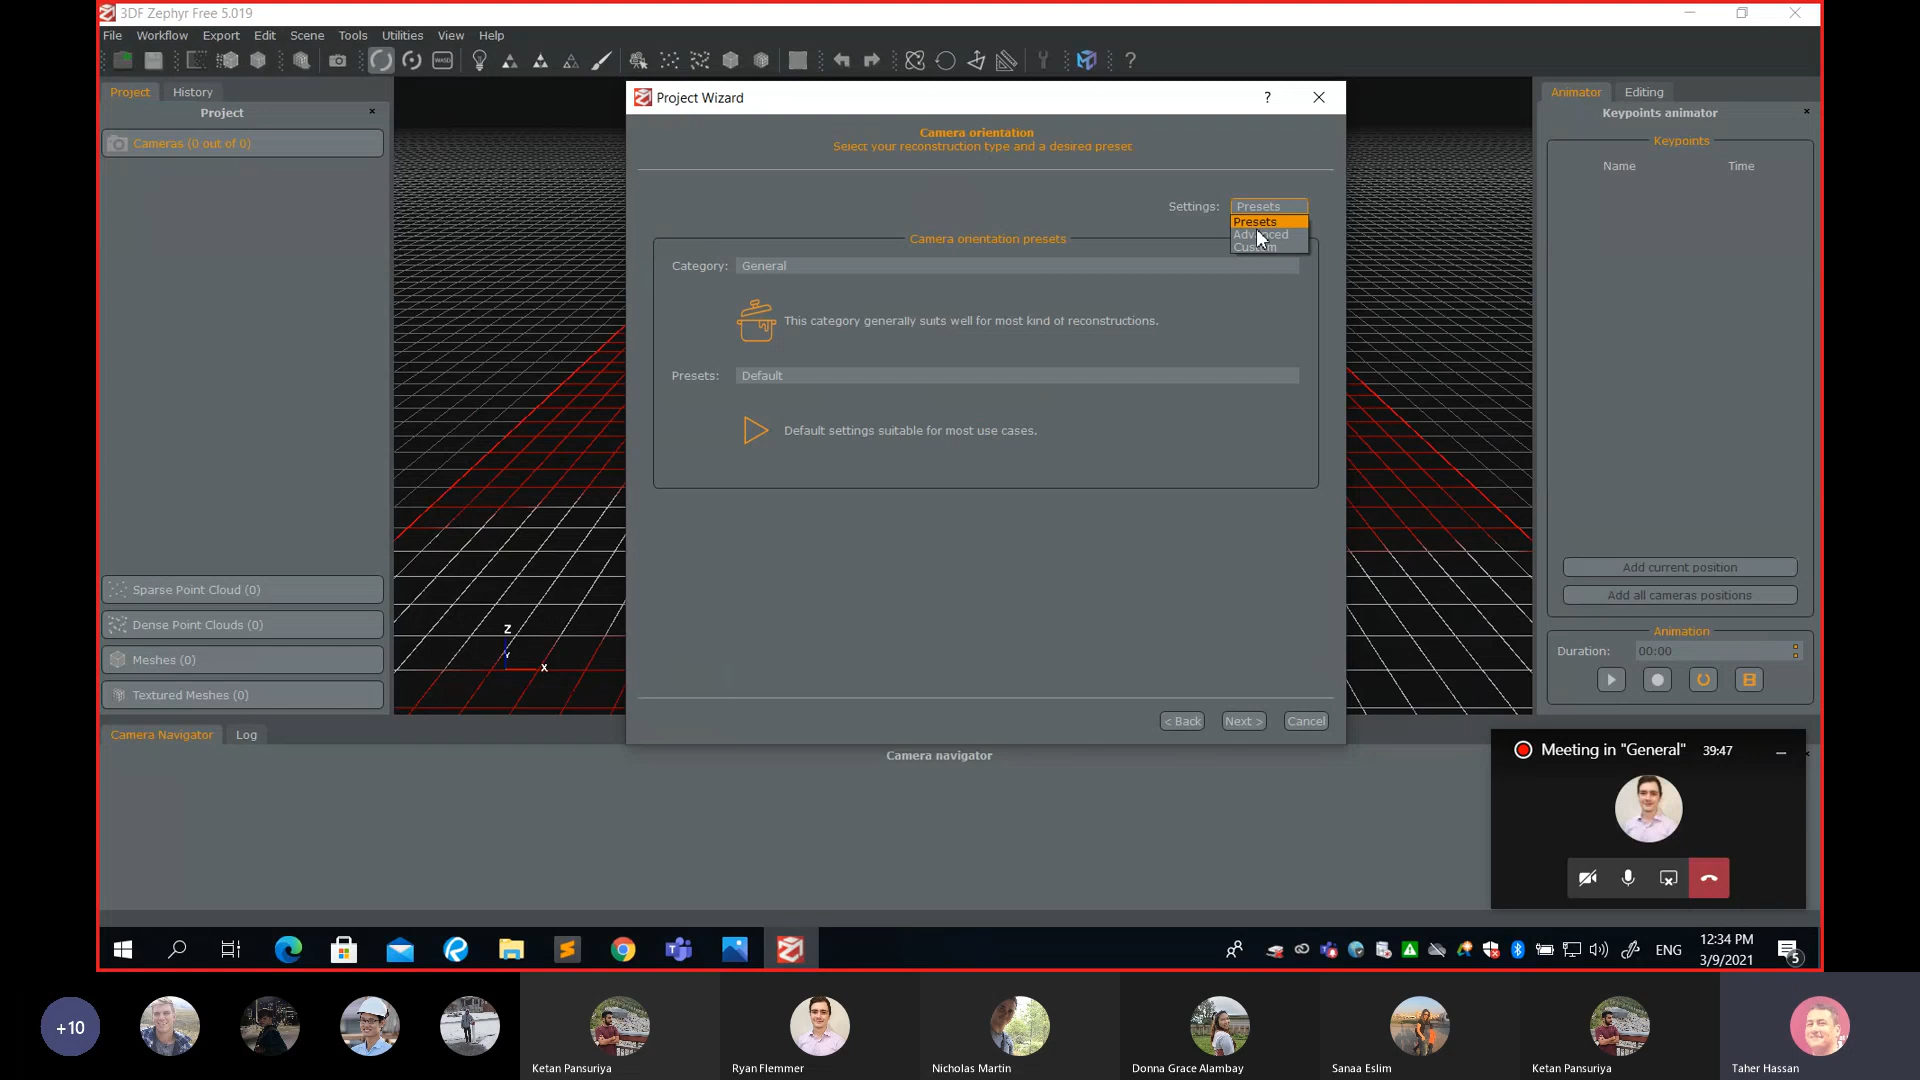 3DF Zephyr Free 5.019
File Workflow Export Edit Scene Tools Utilities View Help
WASD
Project History
Project
Cameras (0 out of 0)
Sparse Point Cloud (0)
Dense Point Clouds (0)
Meshes (0)
Textured Meshes (0)
Z
Y
X
Project Wizard
Camera orientation
Select your reconstruction type and a desired preset
Settings: Presets
Presets
Advanced
Custom
Camera orientation presets
Category: General
This category generally suits well for most kind of reconstructions.
Presets: Default
Default settings suitable for most use cases.
< Back Next > Cancel
Animator Editing
Keypoints animator
Keypoints
Name Time
Add current position
Add all cameras positions
Animation
Duration: 00:00
Camera Navigator Log
Camera navigator
Meeting in "General" 39:47
ENG
12:34 PM
3/9/2021
5
+10
Ketan Pansuriya
Ryan Flemmer
Nicholas Martin
Donna Grace Alambay
Sanaa Eslim
Ketan Pansuriya
Taher Hassan